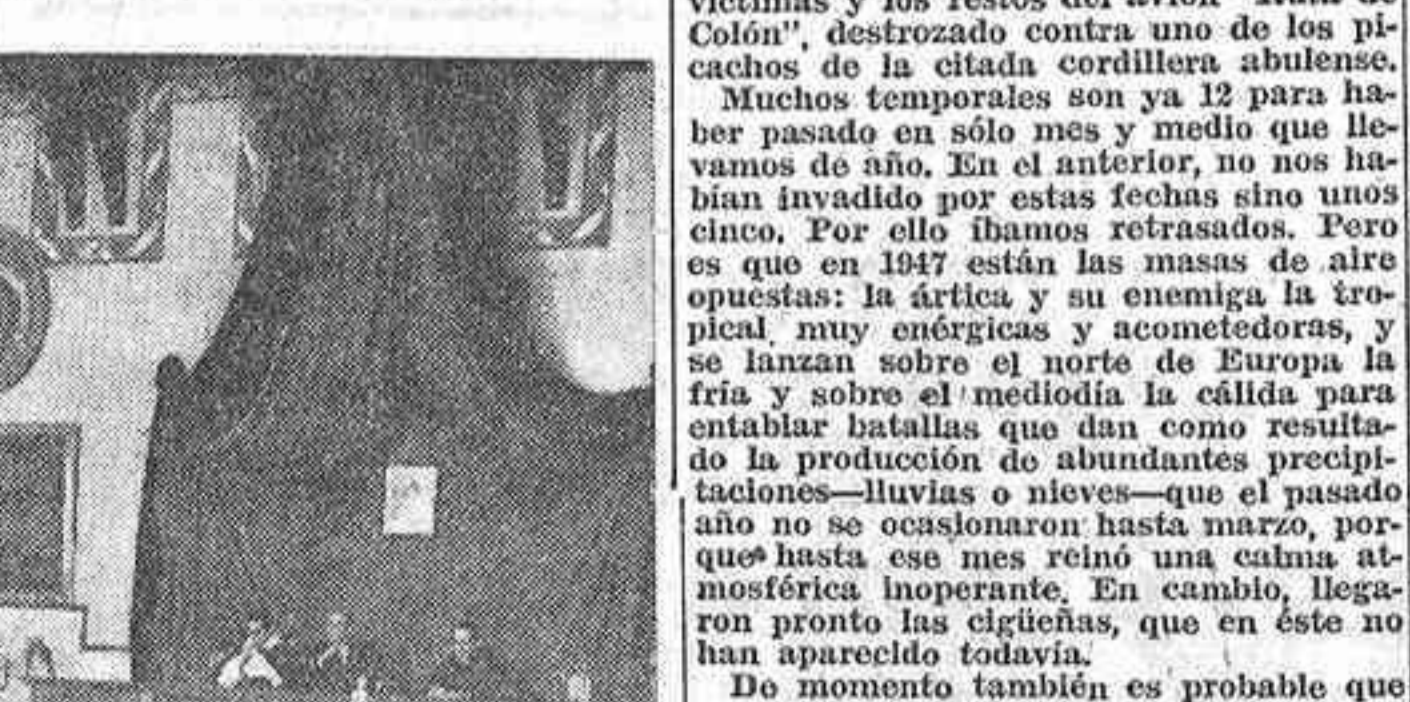 víctimas y los restos del avión "Ruta de
Colón", destrozado contra uno de los pi-
cachos de la citada cordillera abulense.
Muchos temporales son ya 12 para ha-
ber pasado en sólo mes y medio que lle-
vamos de año. En el anterior, no nos ha-
bían invadido por estas fechas sino unos
cinco. Por ello íbamos retrasados. Pero
es que en 1947 están las masas de aire
opuestas: la ártica y su enemiga la tro-
pical, muy enérgicas y acometedoras, y
se lanzan sobre el norte de Europa la
fría y sobre el mediodía la cálida para
entablar batallas que dan como resulta-
do la producción de abundantes precipi-
taciones—lluvias o nieves—que el pasado
año no se ocasionaron hasta marzo, por-
que hasta ese mes reinó una calma at-
mosférica inoperante. En cambio, llega-
ron pronto las cigüeñas, que en éste no
han aparecido todavía.
De momento también es probable que